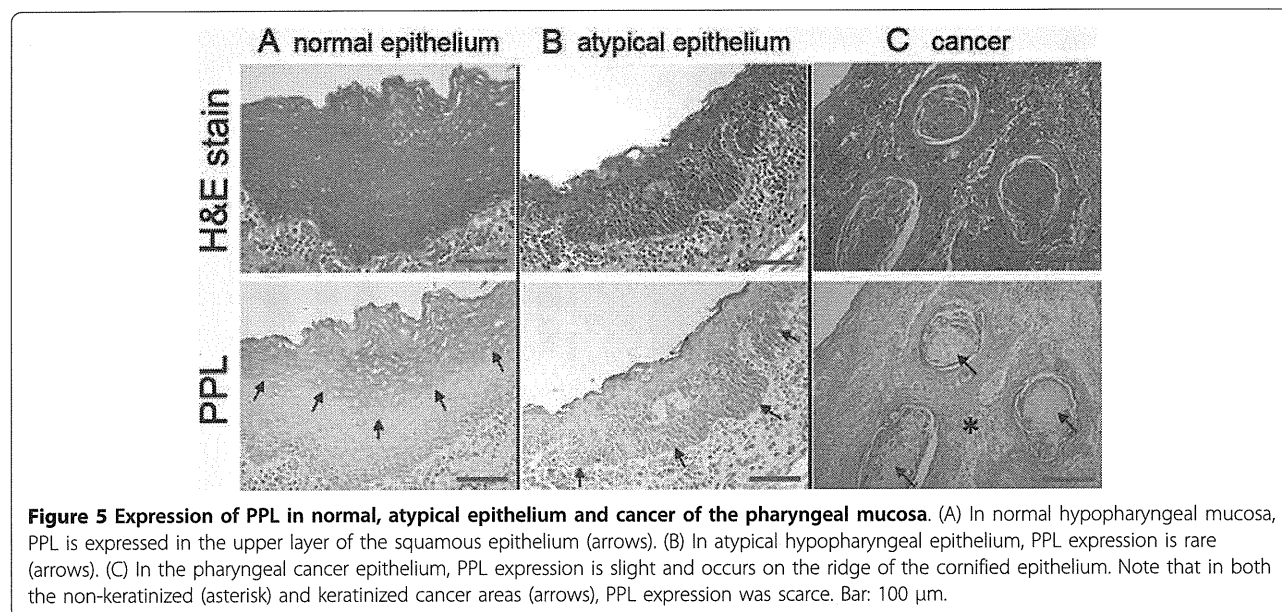 A normal epithelium B atypical epithelium C cancer
H&E stain
PPL
*
Figure 5 Expression of PPL in normal, atypical epithelium and cancer of the pharyngeal mucosa. (A) In normal hypopharyngeal mucosa,
PPL is expressed in the upper layer of the squamous epithelium (arrows). (B) In atypical hypopharyngeal epithelium, PPL expression is rare
(arrows). (C) In the pharyngeal cancer epithelium, PPL expression is slight and occurs on the ridge of the cornified epithelium. Note that in both
the non-keratinized (asterisk) and keratinized cancer areas (arrows), PPL expression was scarce. Bar: 100 μm.